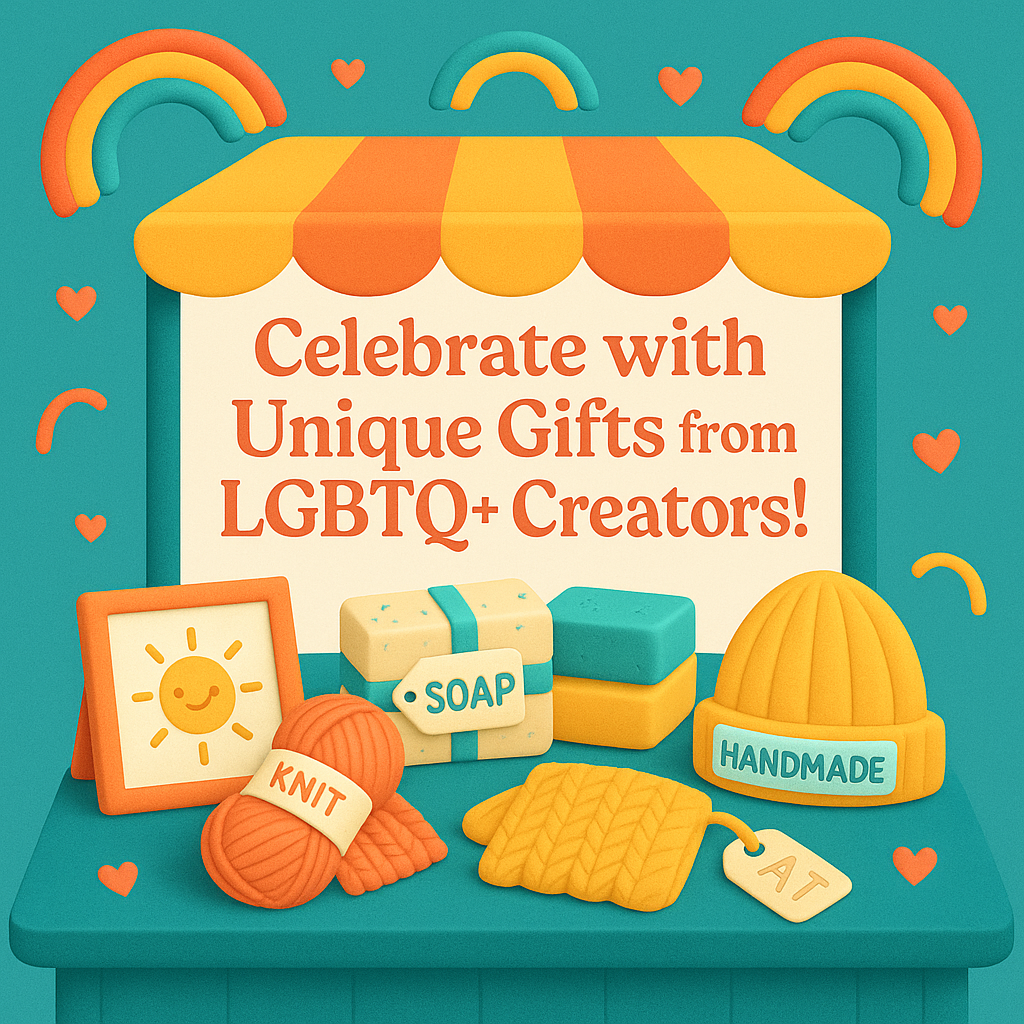 Celebrate with
Unique Gifts from
LGBTQ+ Creators!
SOAP
KNIT
HANDMADE
AT